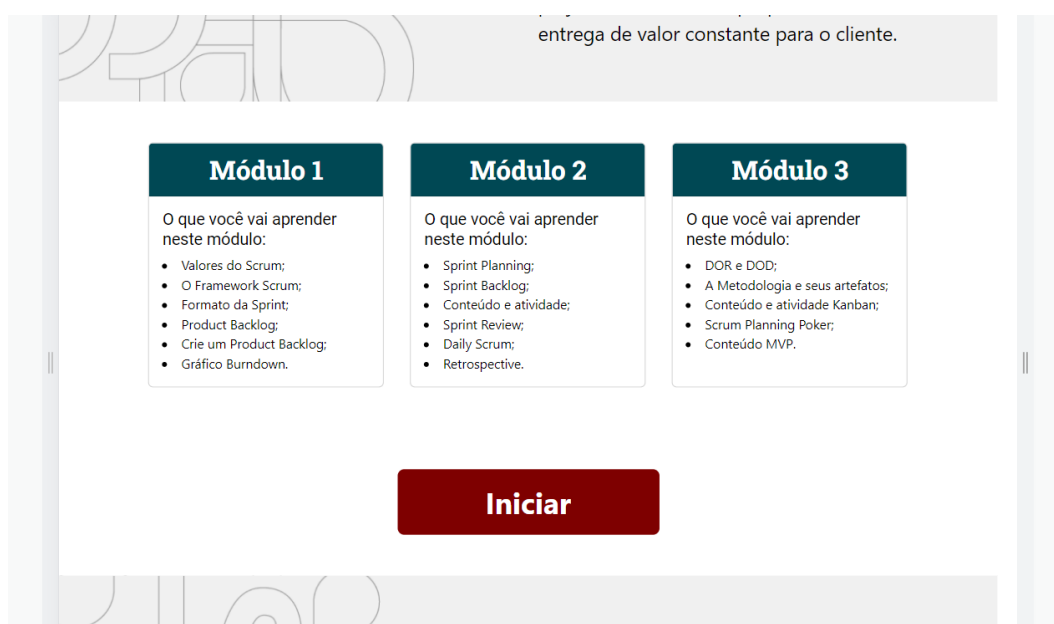 entrega de valor constante para o cliente.
Módulo 1
O que você vai aprender
neste módulo:
• Valores do Scrum;
• O Framework Scrum;
• Formato da Sprint;
• Product Backlog;
• Crie um Product Backlog;
• Gráfico Burndown.
Módulo 2
O que você vai aprender
neste módulo:
• Sprint Planning;
• Sprint Backlog;
• Conteúdo e atividade;
• Sprint Review;
• Daily Scrum;
• Retrospective.
Módulo 3
O que você vai aprender
neste módulo:
• DOR e DOD;
• A Metodologia e seus artefatos;
• Conteúdo e atividade Kanban;
• Scrum Planning Poker;
• Conteúdo MVP.
Iniciar